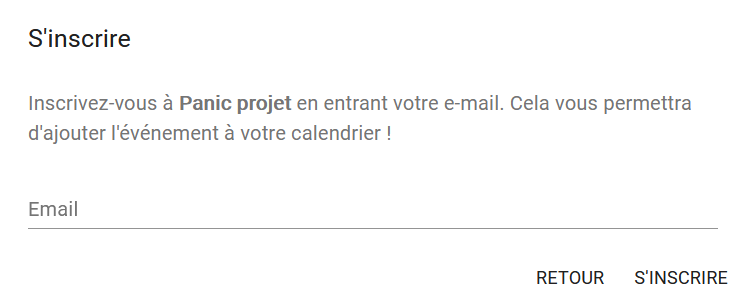 S'inscrire
Inscrivez-vous à Panic projet en entrant votre e-mail. Cela vous permettra
d'ajouter l'événement à votre calendrier !
Email
RETOUR S'INSCRIRE